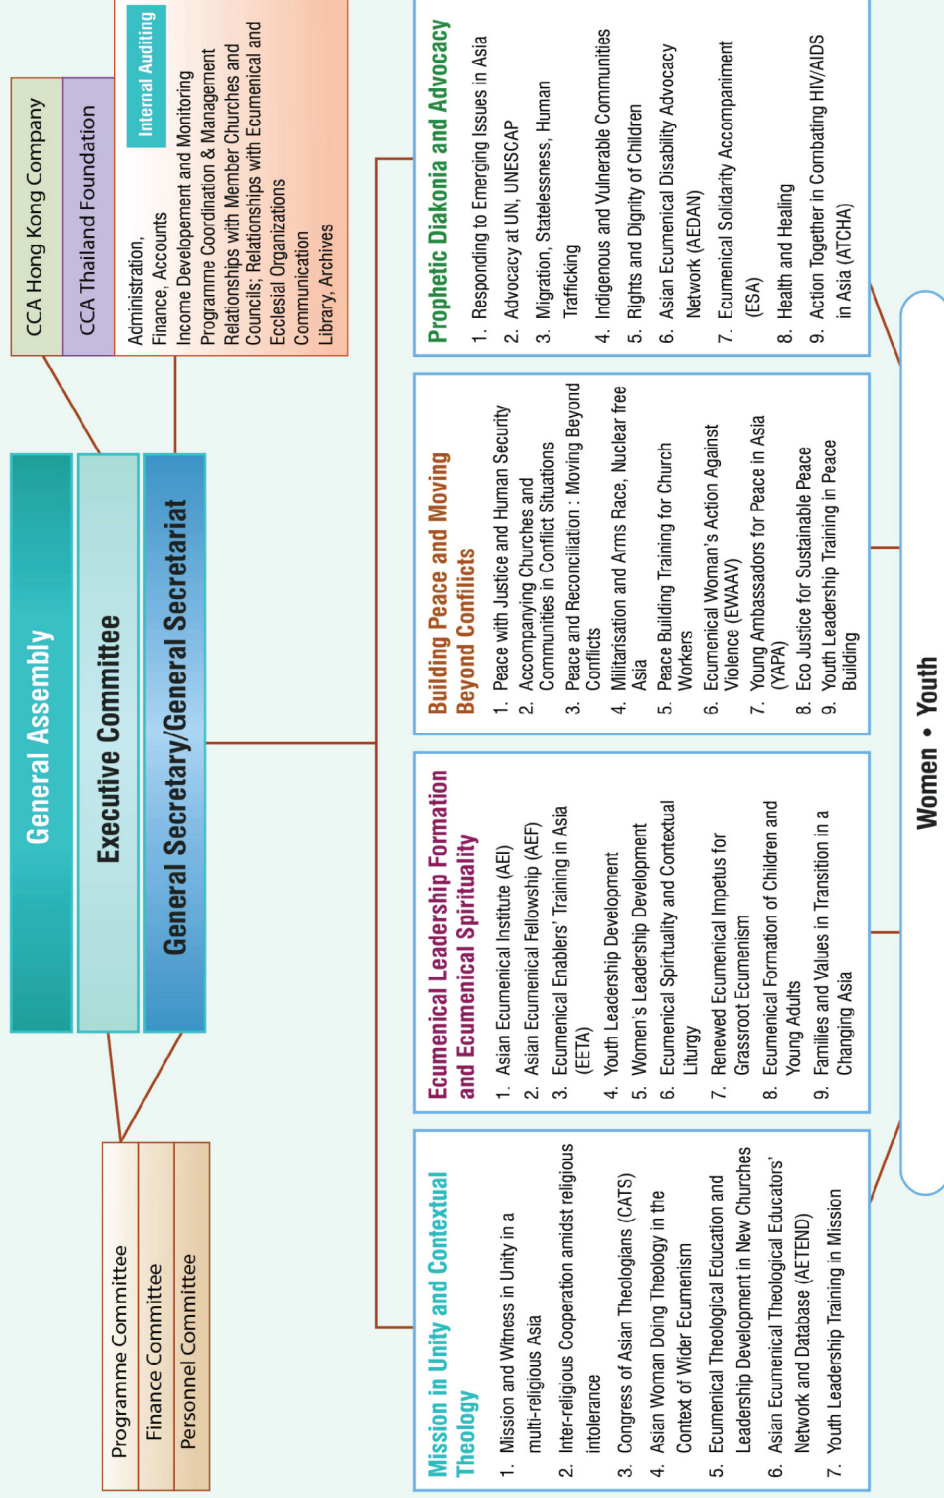 General Assembly
Executive Committee
General Secretary/General Secretariat
Programme Committee
Finance Committee
Personnel Committee
CCA Hong Kong Company
CCA Thailand Foundation
Internal Auditing
Administration,
Finance, Accounts
Income Developement and Monitoring
Programme Coordination & Management
Relationships with Member Churches and
Councils; Relationships with Ecumenical and
Ecclesial Organizations
Communication
Library, Archives
Mission in Unity and Contextual
Theology
1. Mission and Witness in Unity in a
multi-religious Asia
2. Inter-religious Cooperation amidst religious
intolerance
3. Congress of Asian Theologians (CATS)
4. Asian Woman Doing Theology in the
Context of Wider Ecumenism
5. Ecumenical Theological Education and
Leadership Development in New Churches
6. Asian Ecumenical Theological Educators'
Network and Database (AETEND)
7. Youth Leadership Training in Mission
Ecumenical Leadership Formation
and Ecumenical Spirituality
1. Asian Ecumenical Institute (AEI)
2. Asian Ecumenical Fellowship (AEF)
3. Ecumenical Enablers' Training in Asia
(EETA)
4. Youth Leadership Development
5. Women's Leadership Development
6. Ecumenical Spirituality and Contextual
Liturgy
7. Renewed Ecumenical Impetus for
Grassroot Ecumenism
8. Ecumenical Formation of Children and
Young Adults
9. Families and Values in Transition in a
Changing Asia
Building Peace and Moving
Beyond Confilicts
1. Peace with Justice and Human Security
2. Accompanying Churches and
Communities in Conflict Situations
3. Peace and Reconciliation : Moving Beyond
Conflicts
4. Militarisation and Arms Race, Nuclear free
Asia
5. Peace Building Training for Church
Workers
6. Ecumenical Woman's Action Against
Violence (EWAAV)
7. Young Ambassadors for Peace in Asia
(YAPA)
8. Eco Justice for Sustainable Peace
9. Youth Leadership Training in Peace
Building
Prophetic Diakonia and Advocacy
1. Responding to Emerging Issues in Asia
2. Advocacy at UN, UNESCAP
3. Migration, Statelessness, Human
Trafficking
4. Indigenous and Vulnerable Communities
5. Rights and Dignity of Children
6. Asian Ecumenical Disability Advocacy
Network (AEDAN)
7. Ecumenical Solidarity Accompaniment
(ESA)
8. Health and Healing
9. Action Together in Combating HIV/AIDS
in Asia (ATCHA)
Women • Youth